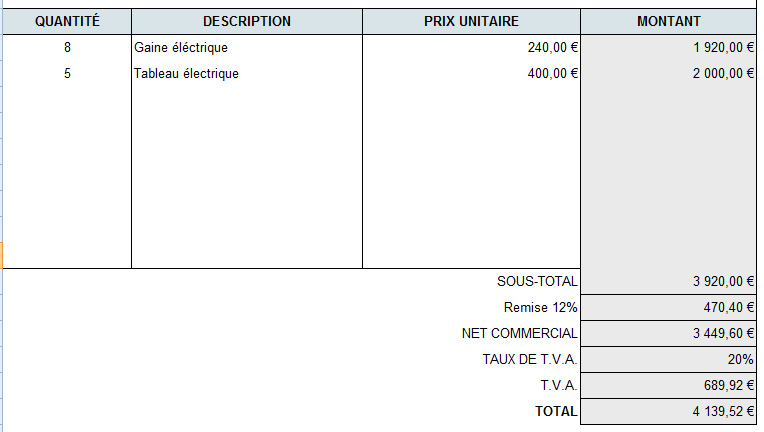 QUANTITÉ DESCRIPTION PRIX UNITAIRE MONTANT
8 Gaine éléctrique 240,00 € 1 920,00 €
5 Tableau électrique 400,00 € 2 000,00 €
SOUS-TOTAL 3 920,00 €
Remise 12% 470,40 €
NET COMMERCIAL 3 449,60 €
TAUX DE T.V.A. 20%
T.V.A. 689,92 €
TOTAL 4 139,52 €